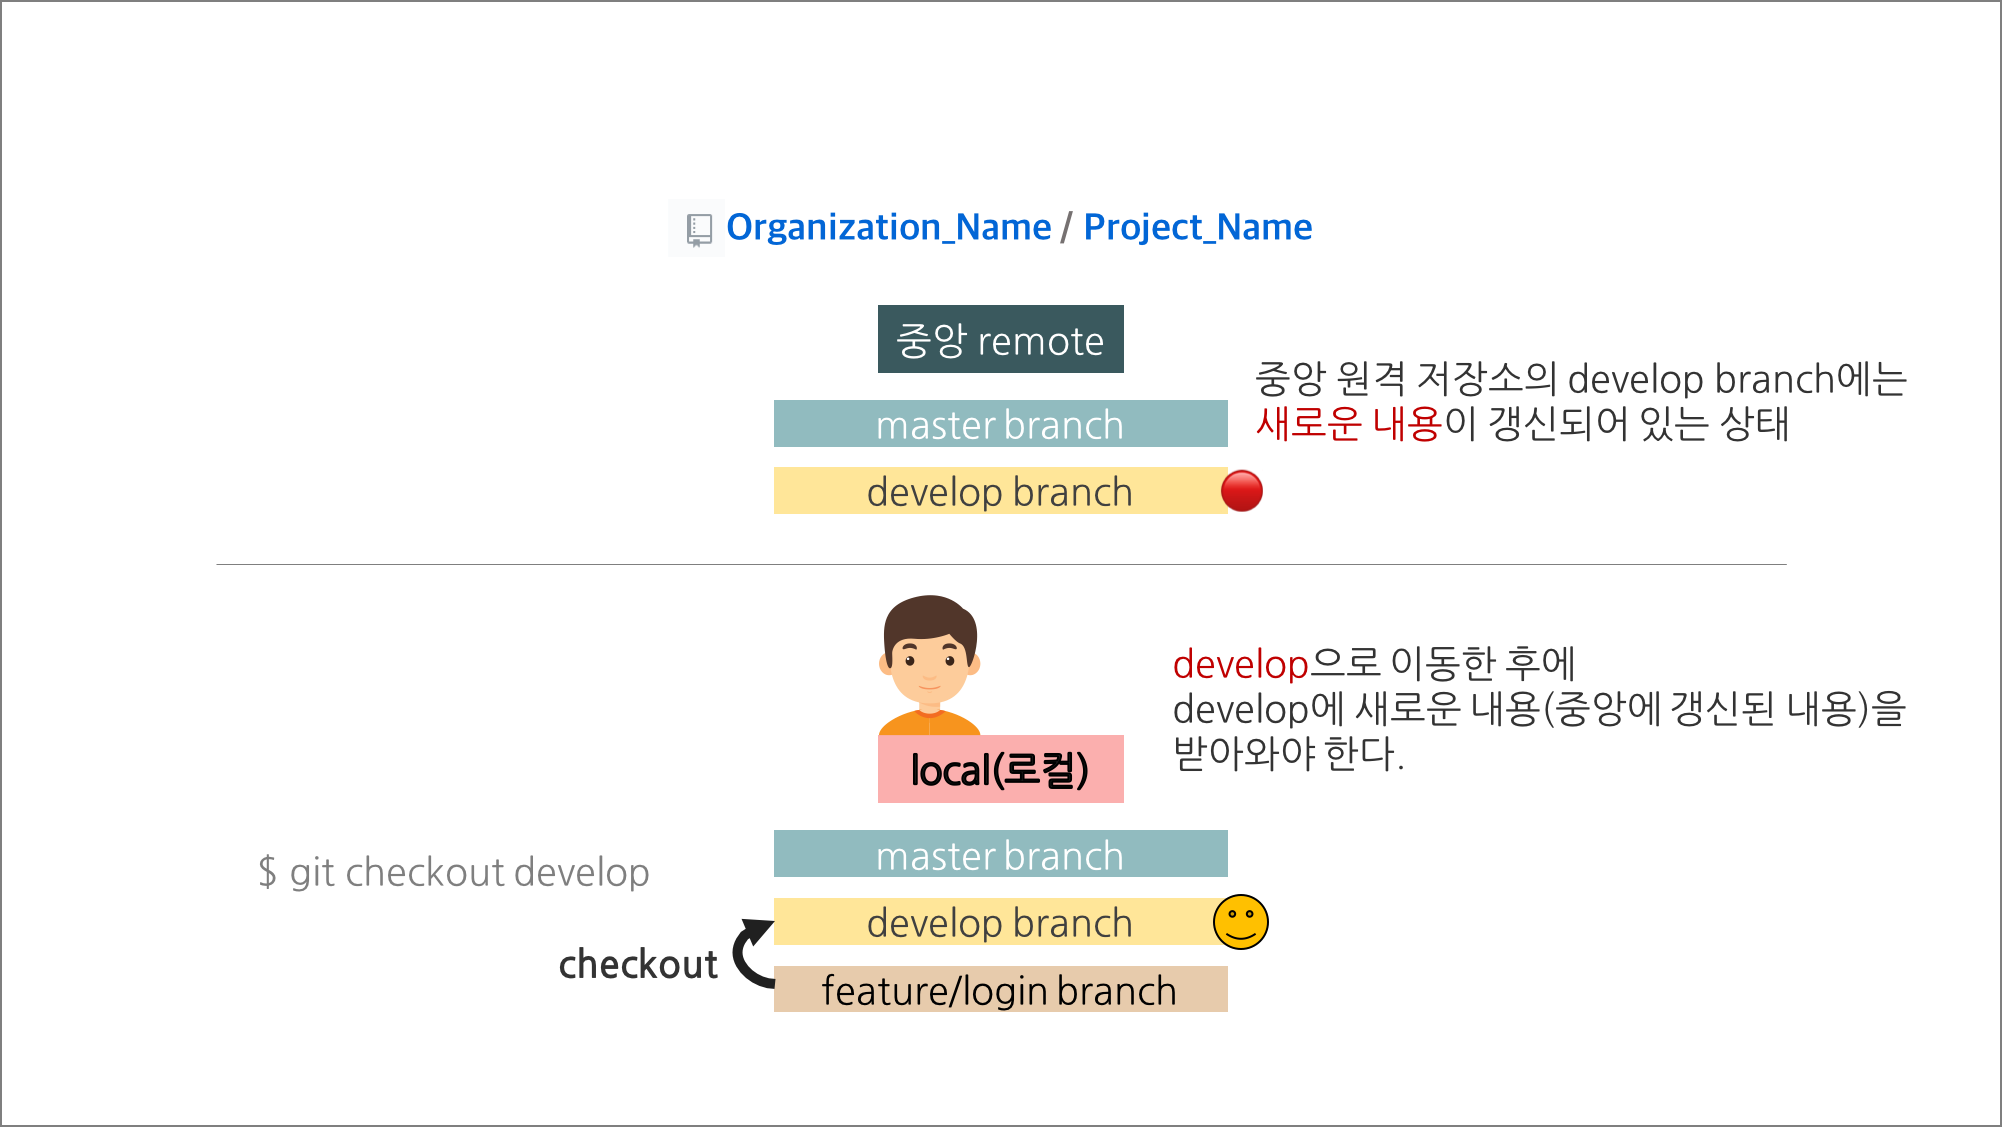 Organization_Name / Project_Name
중앙 remote
중앙 원격 저장소의 develop branch에는
새로운 내용이 갱신되어 있는 상태
master branch
develop branch
develop으로 이동한 후에
develop에 새로운 내용(중앙에 갱신된 내용)을
받아와야 한다.
local(로컬)
master branch
$ git checkout develop
develop branch
checkout
feature/login branch